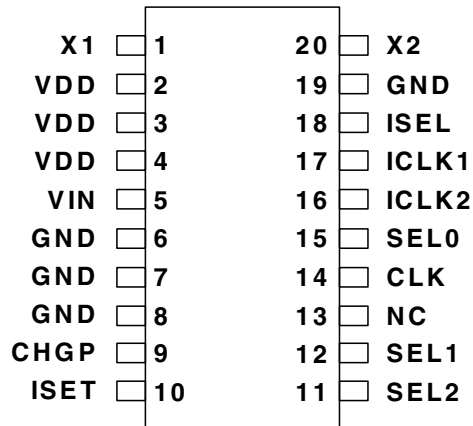 X1 1 20 X2
VDD 2 19 GND
VDD 3 18 ISEL
VDD 4 17 ICLK1
VIN 5 16 ICLK2
GND 6 15 SEL0
GND 7 14 CLK
GND 8 13 NC
CHGP 9 12 SEL1
ISET 10 11 SEL2